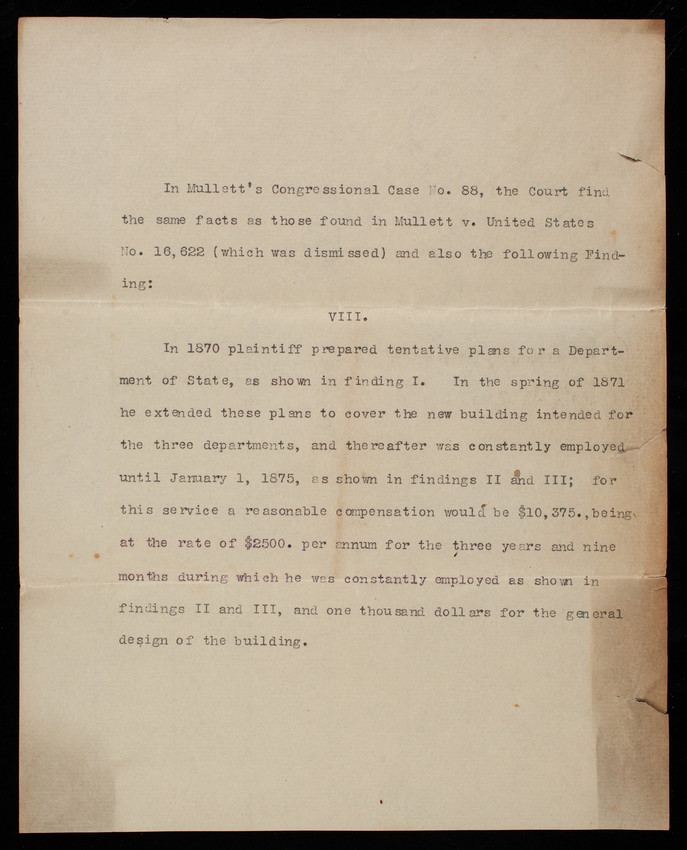 In Mullett's Congressional Case No. 88, the Court find
the same facts as those found in Mullett v. United States
No. 16,622 (which was dismissed) and also the following Find-
ing:
VIII.
In 1870 plaintiff prepared tentative plans for a Depart-
ment of State, as shown in finding I. In the spring of 1871
he extended these plans to cover the new building intended for
the three departments, and thereafter was constantly employed
until January 1, 1875, as shown in findings II and III; for
this service a reasonable compensation would be $10,375.,being
at the rate of $2500. per annum for the three years and nine
months during which he was constantly employed as shown in
findings II and III, and one thousand dollars for the general
design of the building.